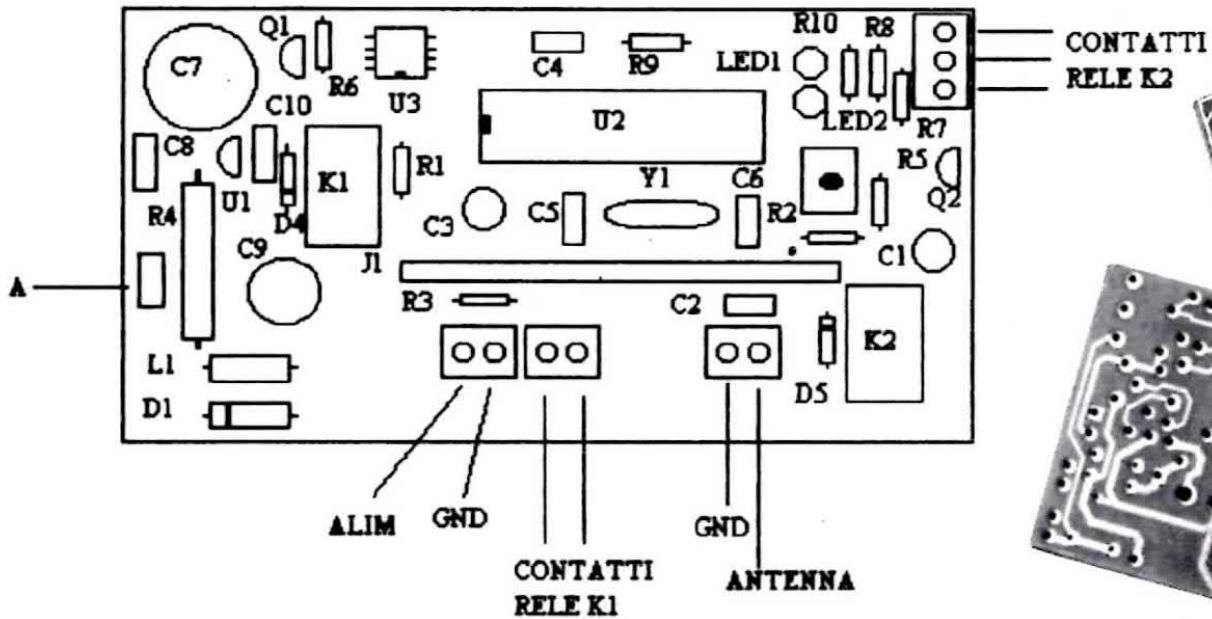 Q1
R10
R8
C7
C4
R9
LED1
CONTATTI
RELE K2
R6
U3
C10
U2
LED2
R7
C8
R5
K1
R1
Y1
C6
Q2
R4
U1
D4
C3
C5
R2
C9
J1
C1
A
R3
C2
K2
L1
D5
D1
ALIM
GND
GND
CONTATTI
RELE K1
ANTENNA